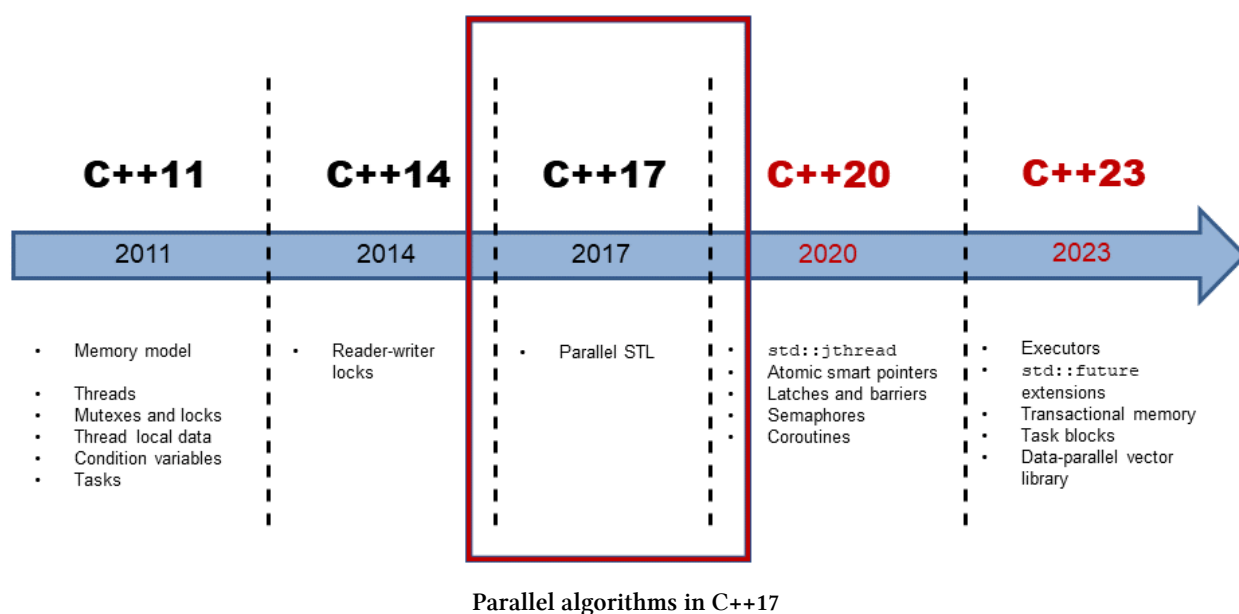 C++11
C++14
C++17
C++20
C++23
2011
2014
2017
2020
2023
• Memory model
• Threads
• Mutexes and locks
• Thread local data
• Condition variables
• Tasks
• Reader-writer
locks
• Parallel STL
• std::jthread
• Atomic smart pointers
• Latches and barriers
• Semaphores
• Coroutines
• Executors
• std::future
extensions
• Transactional memory
• Task blocks
• Data-parallel vector
library
Parallel algorithms in C++17